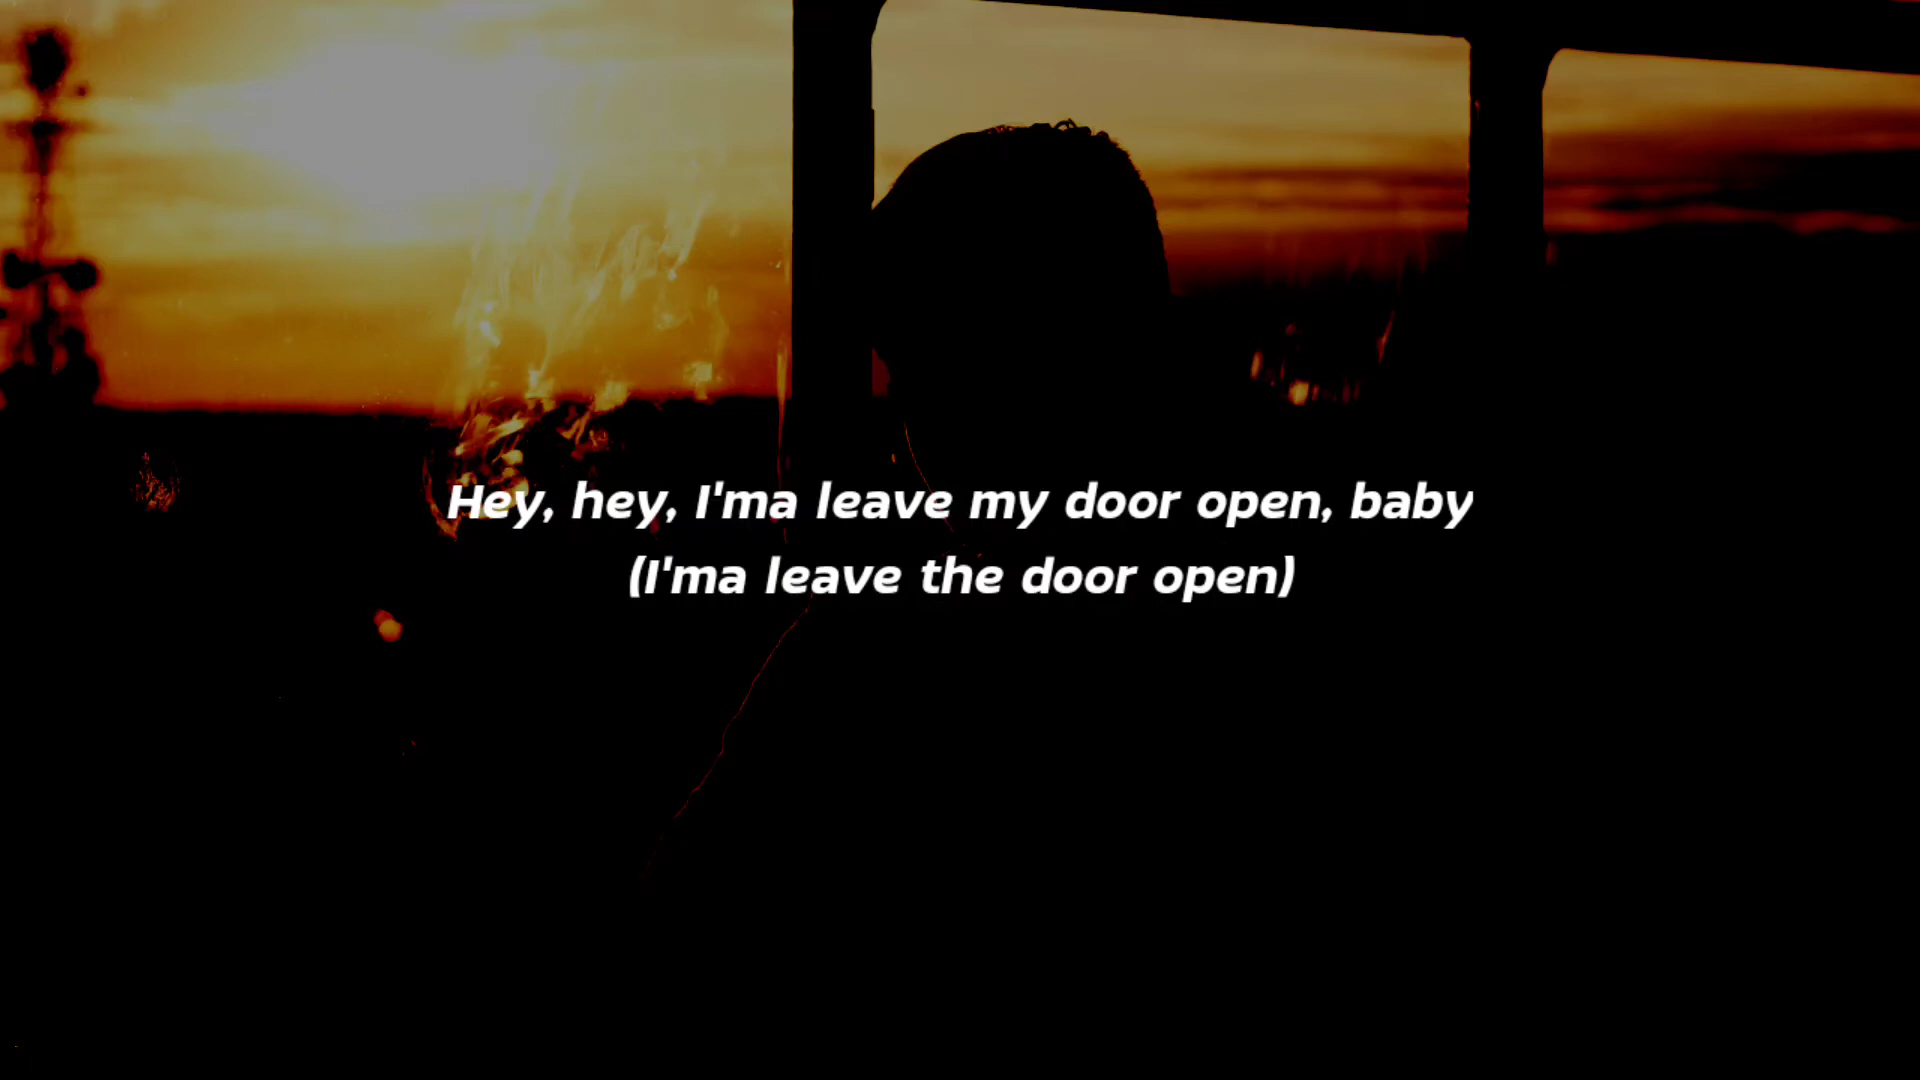 Hey, hey, I'ma leave my door open, baby
(I'ma leave the door open)